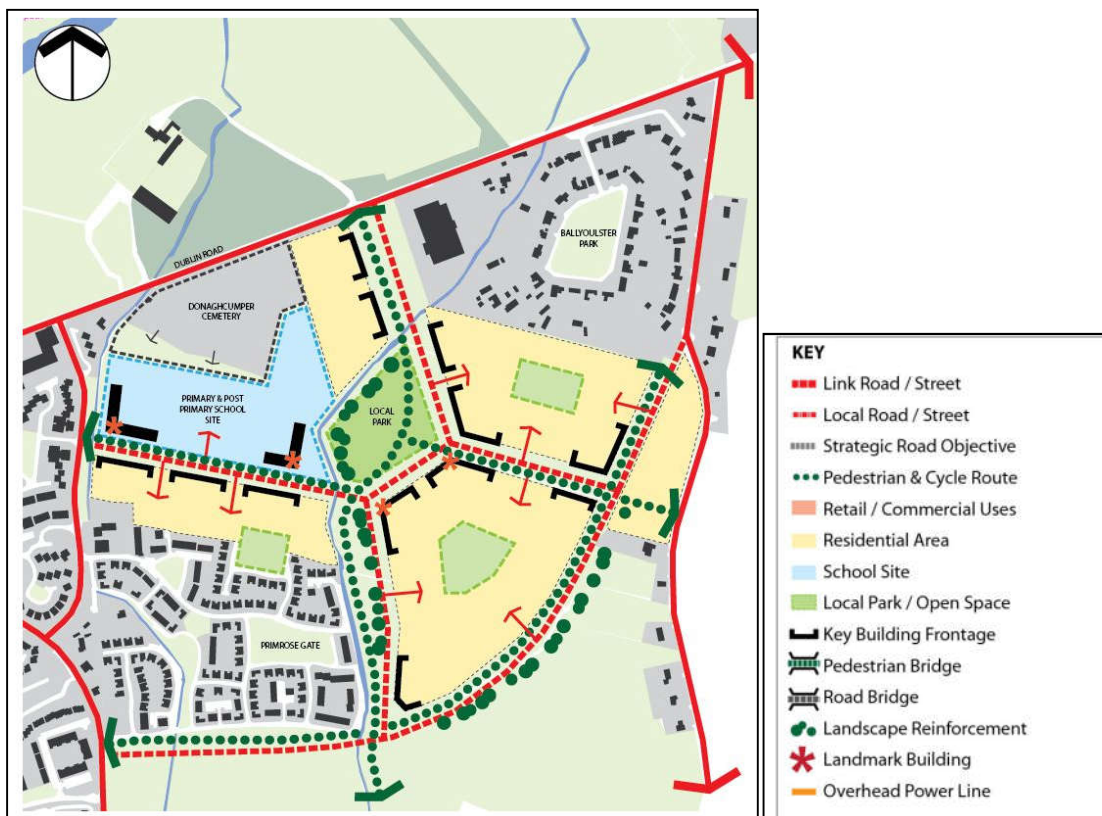 DUBLIN ROAD
BALLYOULSTER
PARK
DONAGHCUMPER
CEMETERY
PRIMARY & POST
PRIMARY SCHOOL
SITE
LOCAL
PARK
PRIMROSE GATE
KEY
Link Road / Street
Local Road / Street
Strategic Road Objective
Pedestrian & Cycle Route
Retail / Commercial Uses
Residential Area
School Site
Local Park / Open Space
Key Building Frontage
Pedestrian Bridge
Road Bridge
Landscape Reinforcement
Landmark Building
Overhead Power Line